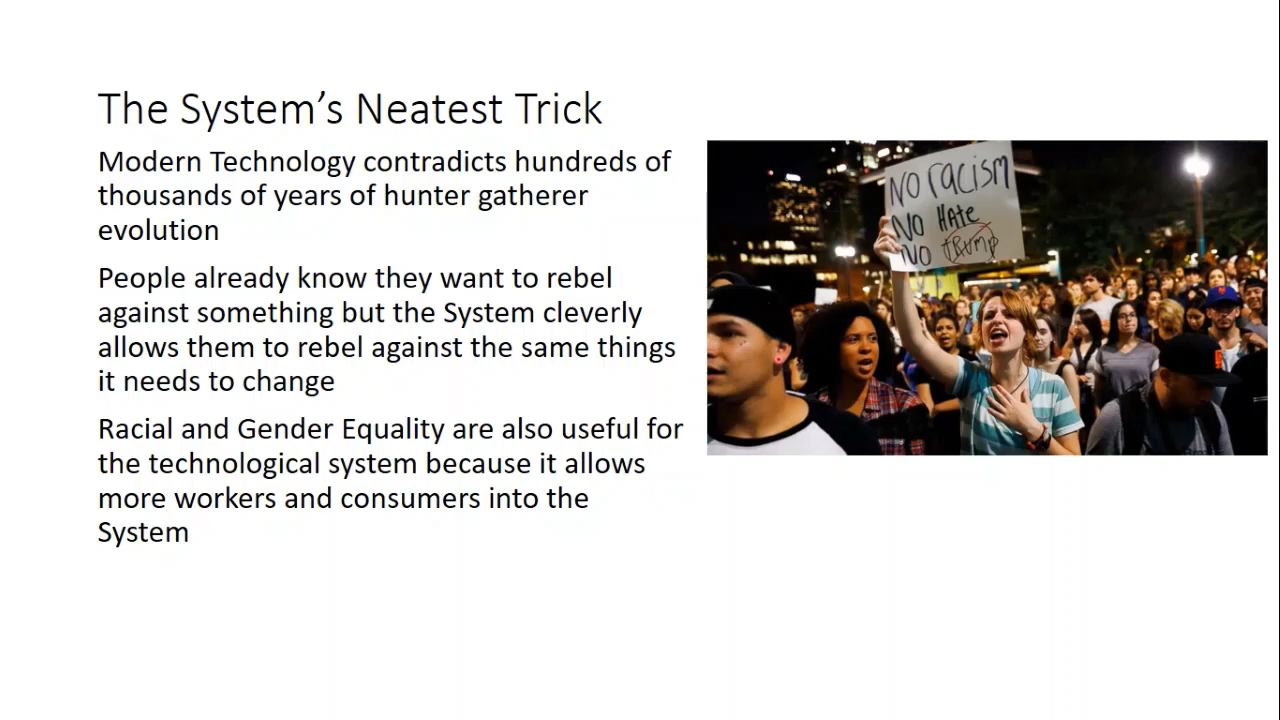 The System’s Neatest Trick
Modern Technology contradicts hundreds of
thousands of years of hunter gatherer
evolution
People already know they want to rebel
against something but the System cleverly
allows them to rebel against the same things
it needs to change
Racial and Gender Equality are also useful for
the technological system because it allows
more workers and consumers into the
System
NO racism
NO HAte
NO tRump